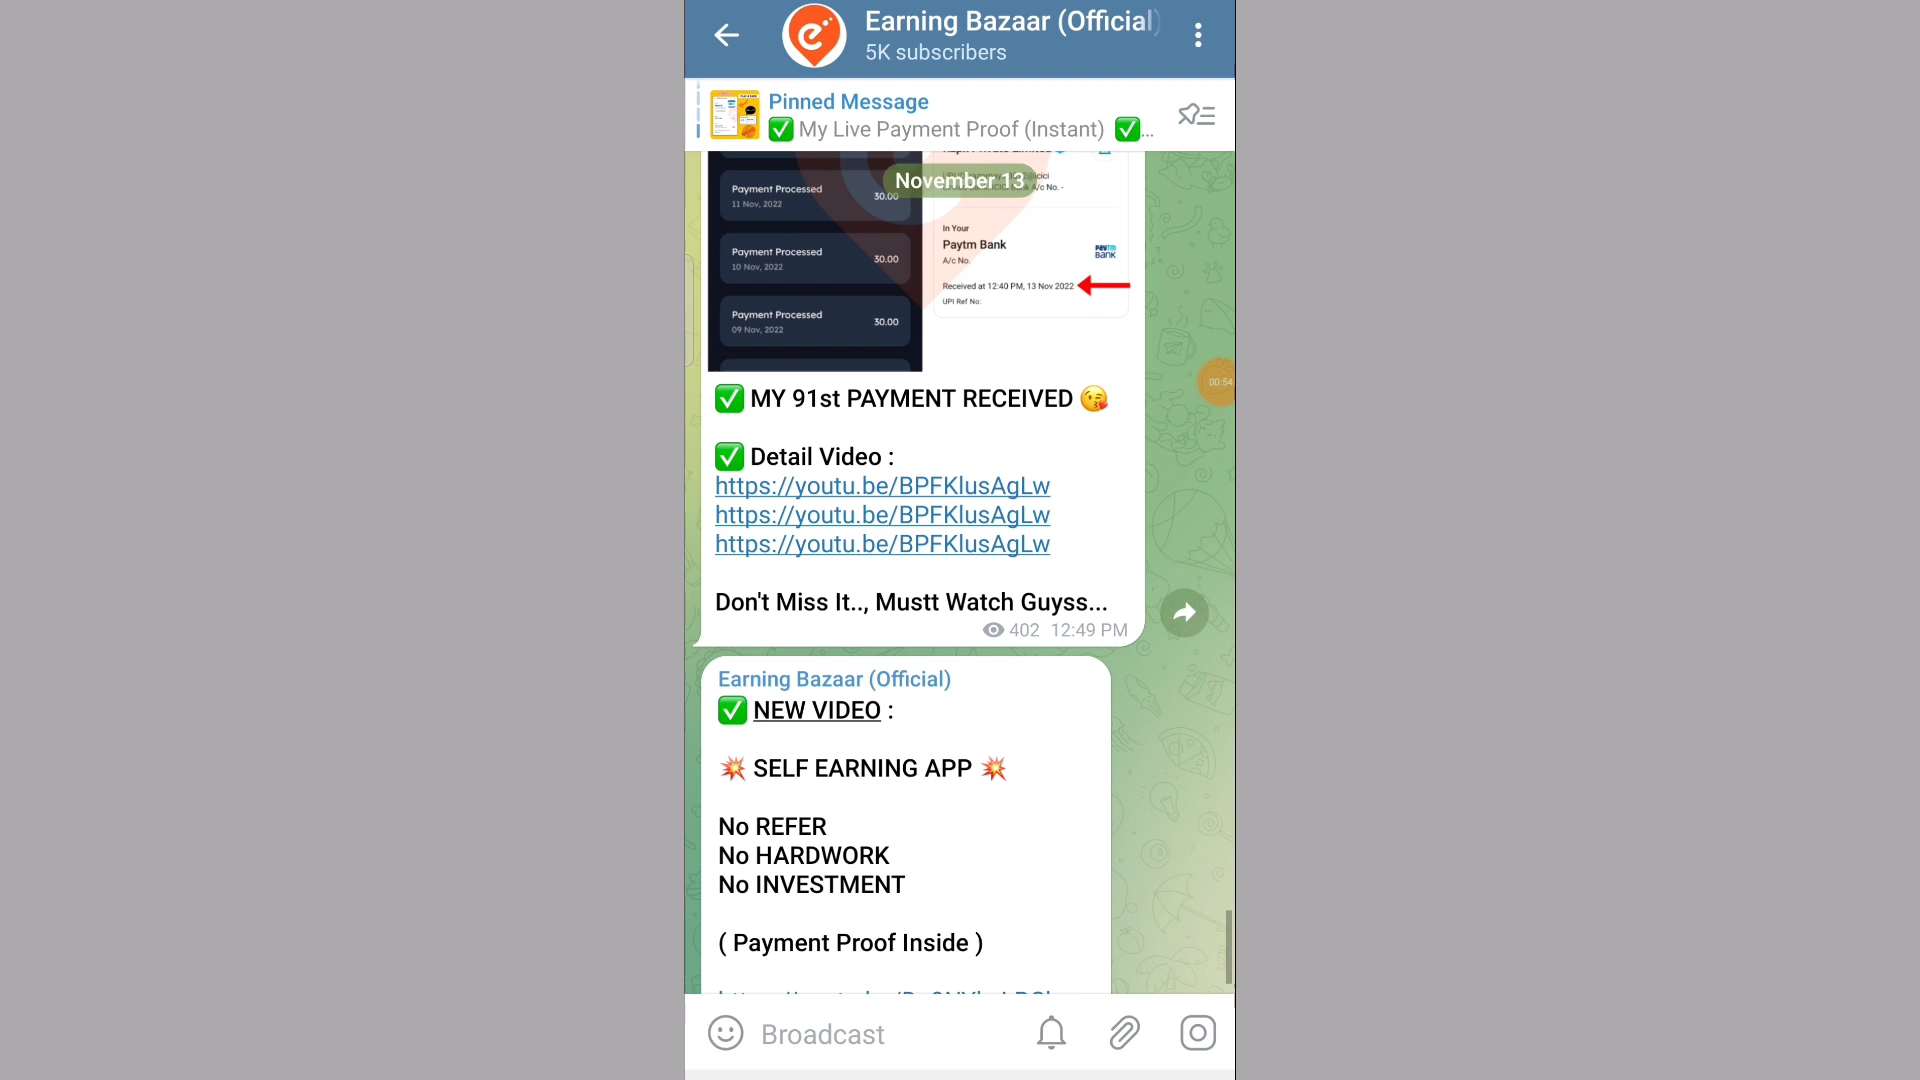 Earning Bazaar (Official)
5K subscribers
Pinned Message
✅ My Live Payment Proof (Instant) ✅...
November 13
Payment Processed
11 Nov, 2022
30.00
Payment Processed
10 Nov, 2022
30.00
Payment Processed
09 Nov, 2022
30.00
A/c No. -
In Your
Paytm Bank
A/c No.
paytm BANK
Received at 12:40 PM, 13 Nov 2022
UPI Ref No:
✅ MY 91st PAYMENT RECEIVED 😘
✅ Detail Video :
https://youtu.be/BPFKlusAgLw
https://youtu.be/BPFKlusAgLw
https://youtu.be/BPFKlusAgLw
Don't Miss It.., Mustt Watch Guyss...
402 12:49 PM
00:54
Earning Bazaar (Official)
✅ NEW VIDEO :
💥 SELF EARNING APP 💥
No REFER
No HARDWORK
No INVESTMENT
( Payment Proof Inside )
Broadcast